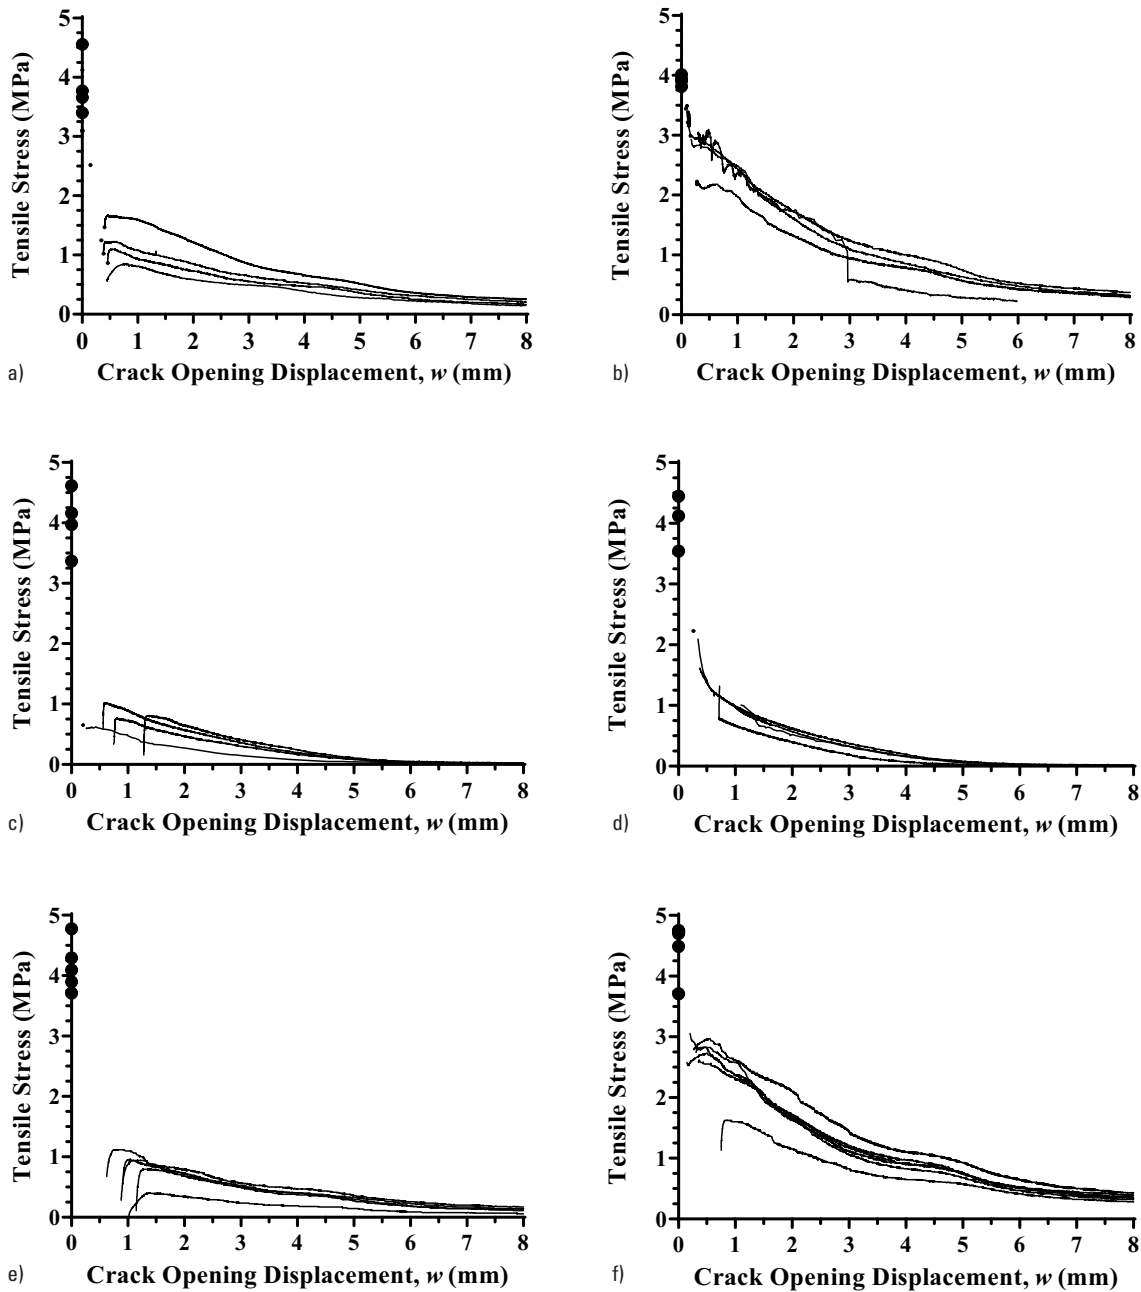 5
4
3
2
1
0
Tensile Stress (MPa)
0 1 2 3 4 5 6 7 8
a) Crack Opening Displacement, w (mm)
5
4
3
2
1
0
Tensile Stress (MPa)
0 1 2 3 4 5 6 7 8
b) Crack Opening Displacement, w (mm)
5
4
3
2
1
0
Tensile Stress (MPa)
0 1 2 3 4 5 6 7 8
c) Crack Opening Displacement, w (mm)
5
4
3
2
1
0
Tensile Stress (MPa)
0 1 2 3 4 5 6 7 8
d) Crack Opening Displacement, w (mm)
5
4
3
2
1
0
Tensile Stress (MPa)
0 1 2 3 4 5 6 7 8
e) Crack Opening Displacement, w (mm)
5
4
3
2
1
0
Tensile Stress (MPa)
0 1 2 3 4 5 6 7 8
f) Crack Opening Displacement, w (mm)